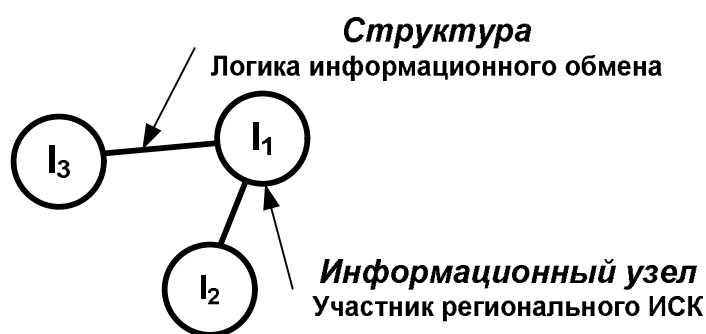 Структура
Логика информационного обмена
I₁
I₃
I₂
Информационный узел
Участник регионального ИСК